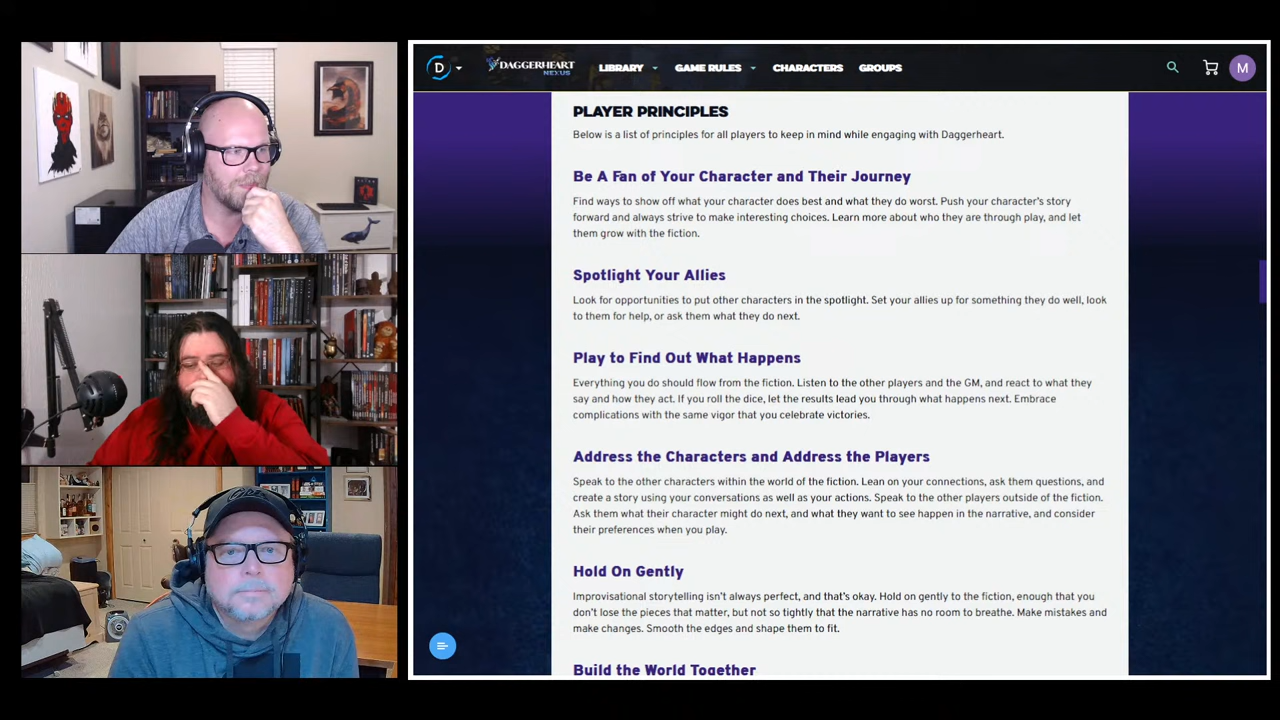 D
DAGGERHEART
NEXUS
LIBRARY
GAME RULES
CHARACTERS
GROUPS
M
PLAYER PRINCIPLES
Below is a list of principles for all players to keep in mind while engaging with Daggerheart.
Be A Fan of Your Character and Their Journey
Find ways to show off what your character does best and what they do worst. Push your character's story
forward and always strive to make interesting choices. Learn more about who they are through play, and let
them grow with the fiction.
Spotlight Your Allies
Look for opportunities to put other characters in the spotlight. Set your allies up for something they do well, look
to them for help, or ask them what they do next.
Play to Find Out What Happens
Everything you do should flow from the fiction. Listen to the other players and the GM, and react to what they
say and how they act. If you roll the dice, let the results lead you through what happens next. Embrace
complications with the same vigor that you celebrate victories.
Address the Characters and Address the Players
Speak to the other characters within the world of the fiction. Lean on your connections, ask them questions, and
create a story using your conversations as well as your actions. Speak to the other players outside of the fiction.
Ask them what their character might do next, and what they want to see happen in the narrative, and consider
their preferences when you play.
Hold On Gently
Improvisational storytelling isn't always perfect, and that's okay. Hold on gently to the fiction, enough that you
don't lose the pieces that matter, but not so tightly that the narrative has no room to breathe. Make mistakes and
make changes. Smooth the edges and shape them to fit.
Build the World Together